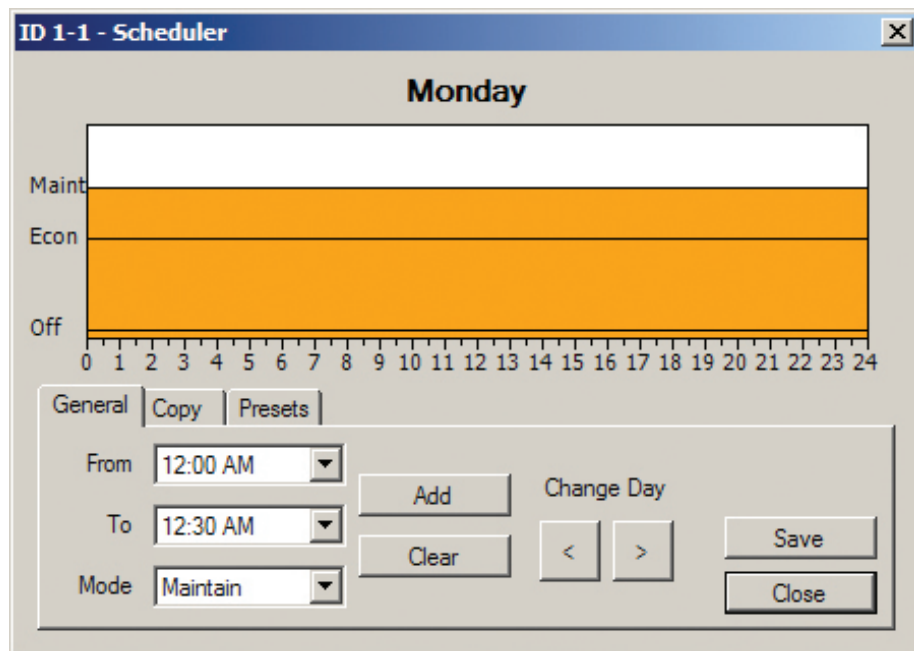 ID 1-1 - Scheduler
Monday
Maint
Econ
Off
0 1 2 3 4 5 6 7 8 9 10 11 12 13 14 15 16 17 18 19 20 21 22 23 24
General Copy Presets
From 12:00 AM
Add
Change Day
To 12:30 AM
Clear
< >
Save
Mode Maintain
Close